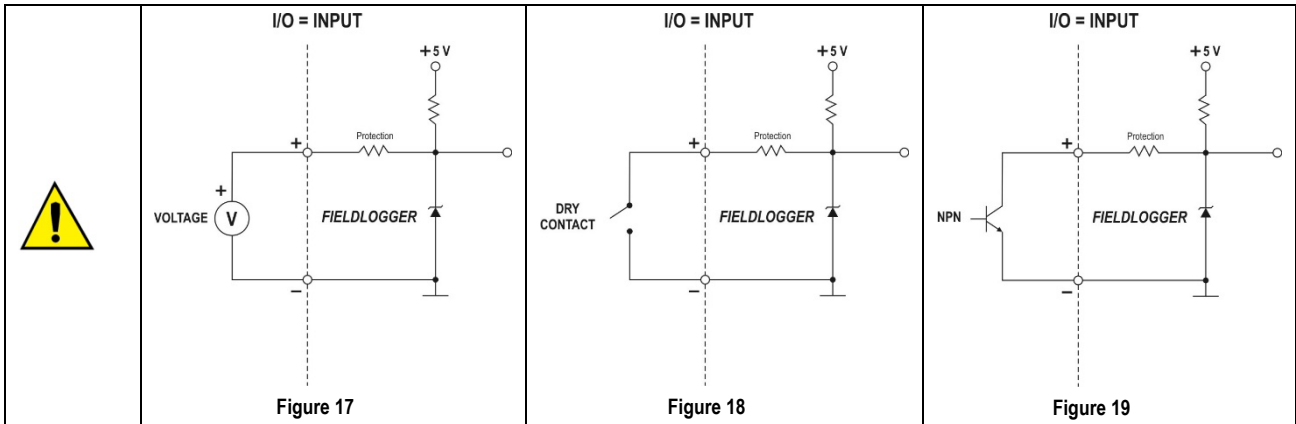 I/O = INPUT
+5 V
Protection
+
+
VOLTAGE V
FIELDLOGGER
–
Figure 17
I/O = INPUT
+5 V
Protection
+
DRY
CONTACT
FIELDLOGGER
–
Figure 18
I/O = INPUT
+5 V
Protection
+
NPN
FIELDLOGGER
–
Figure 19